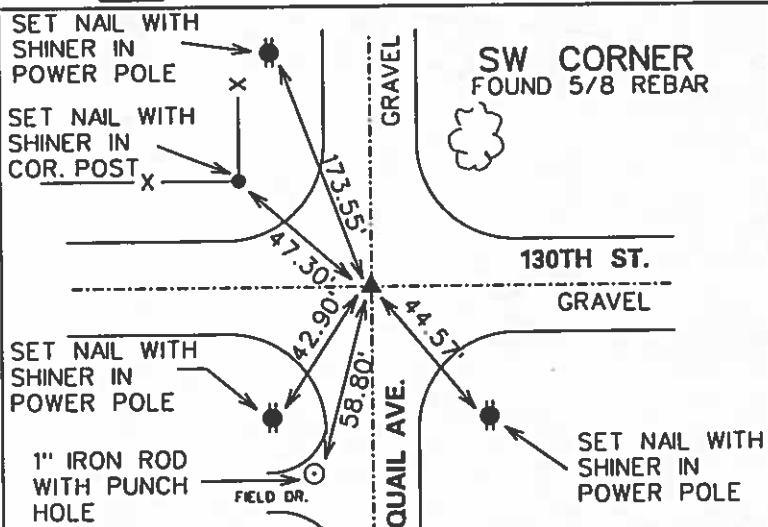 SET NAIL WITH
SHINER IN
POWER POLE
SET NAIL WITH
SHINER IN
COR. POST
X
X
GRAVEL
SW CORNER
FOUND 5/8 REBAR
173.55'
47.30'
130TH ST.
GRAVEL
42.90'
44.57'
58.80'
SET NAIL WITH
SHINER IN
POWER POLE
1" IRON ROD
WITH PUNCH
HOLE
FIELD DR.
QUAIL AVE.
SET NAIL WITH
SHINER IN
POWER POLE